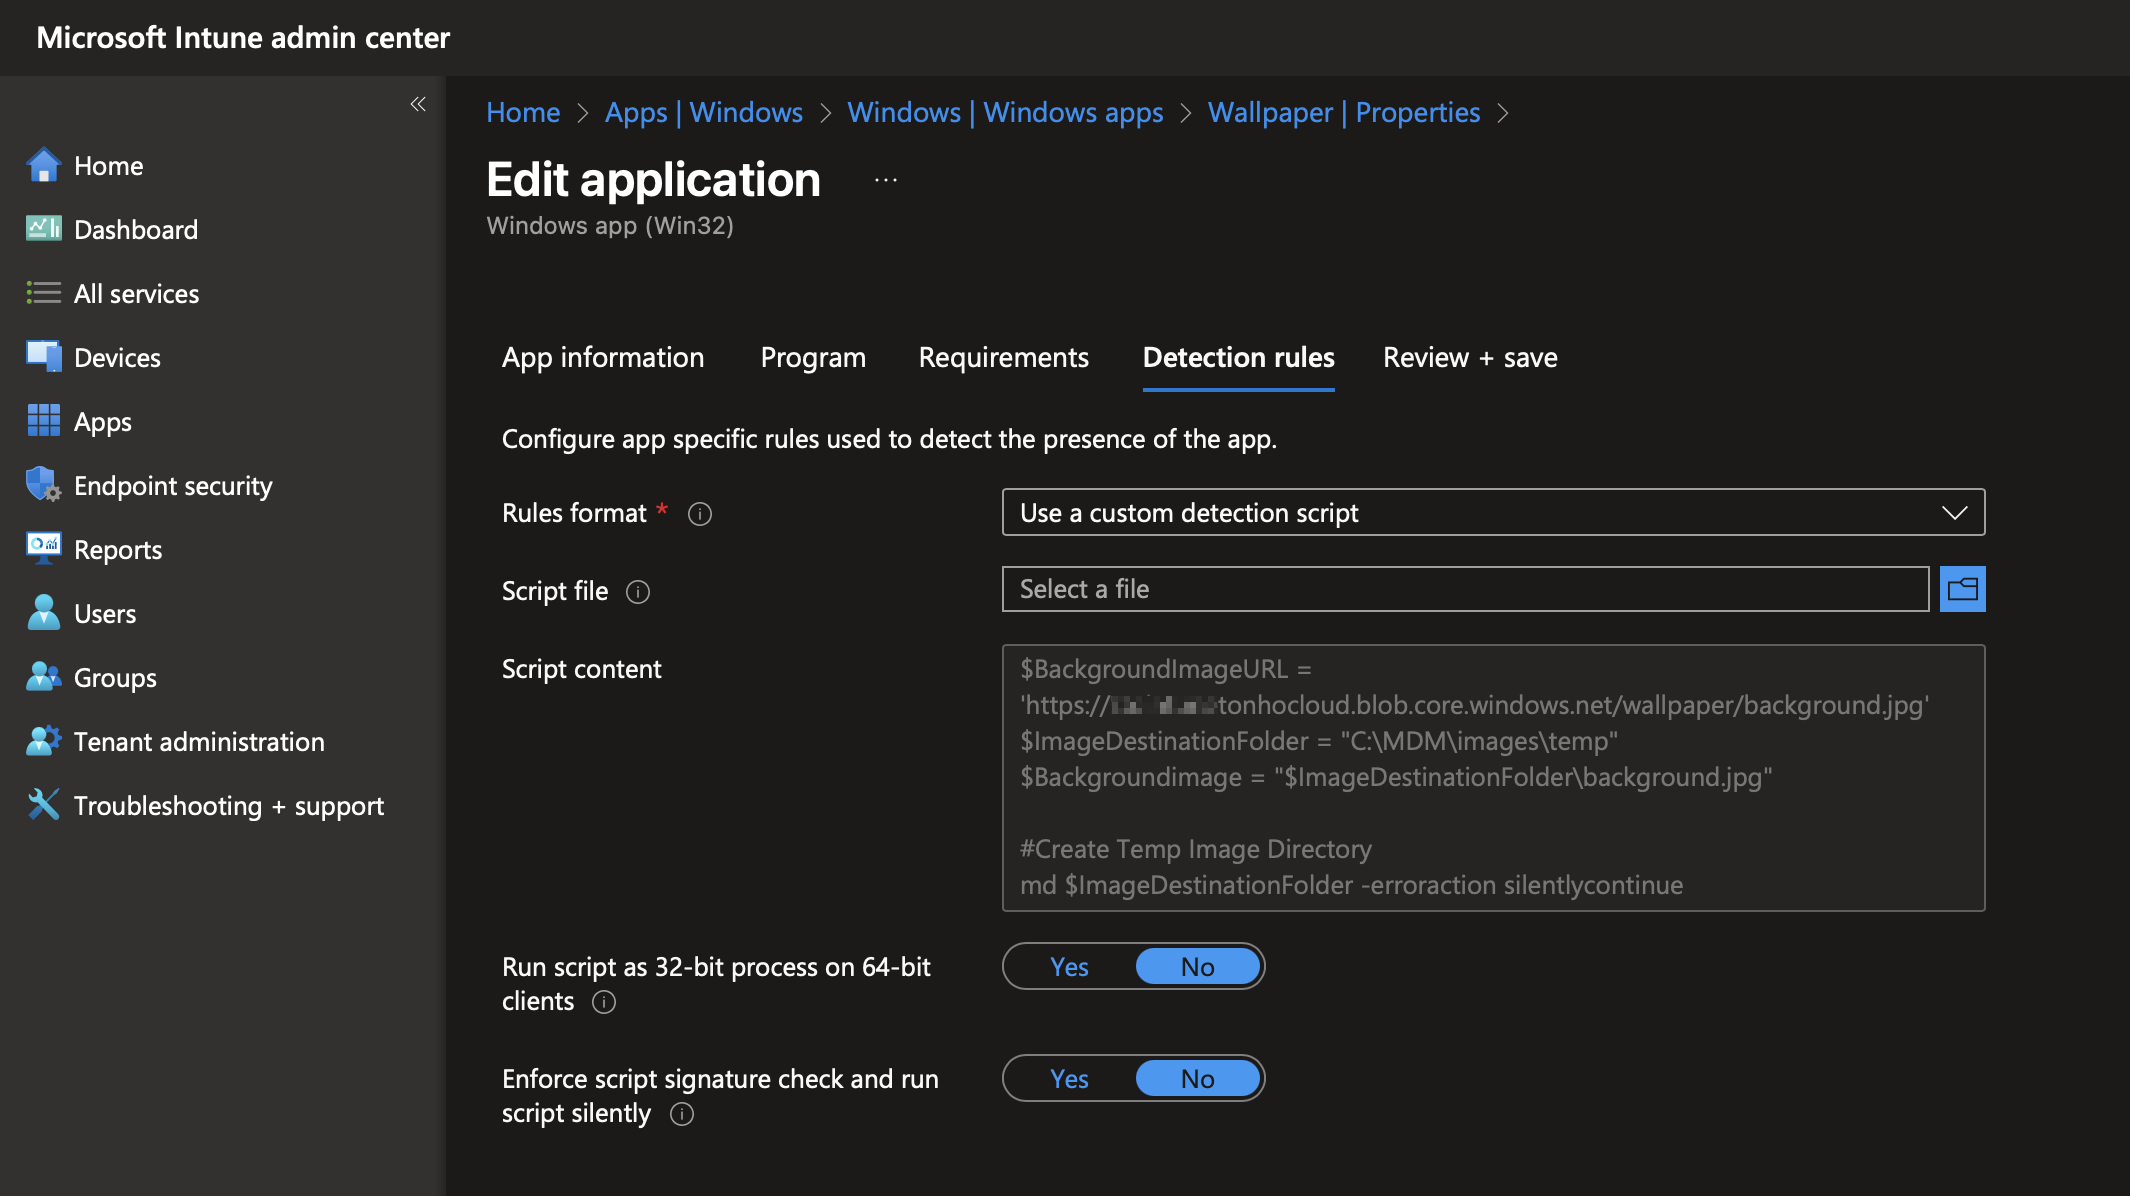 Microsoft Intune admin center
Home > Apps | Windows > Windows | Windows apps > Wallpaper | Properties >
Home
Dashboard
All services
Devices
Apps
Endpoint security
Reports
Users
Groups
Tenant administration
Troubleshooting + support
Edit application ...
Windows app (Win32)
App information Program Requirements Detection rules Review + save
Configure app specific rules used to detect the presence of the app.
Rules format * Use a custom detection script
Script file Select a file
Script content
$BackgroundImageURL =
'https:// tonhocloud.blob.core.windows.net/wallpaper/background.jpg'
$ImageDestinationFolder = "C:\MDM\images\temp"
$Backgroundimage = "$ImageDestinationFolder\background.jpg"
#Create Temp Image Directory
md $ImageDestinationFolder -erroraction silentlycontinue
Run script as 32-bit process on 64-bit
clients
Yes No
Enforce script signature check and run
script silently
Yes No